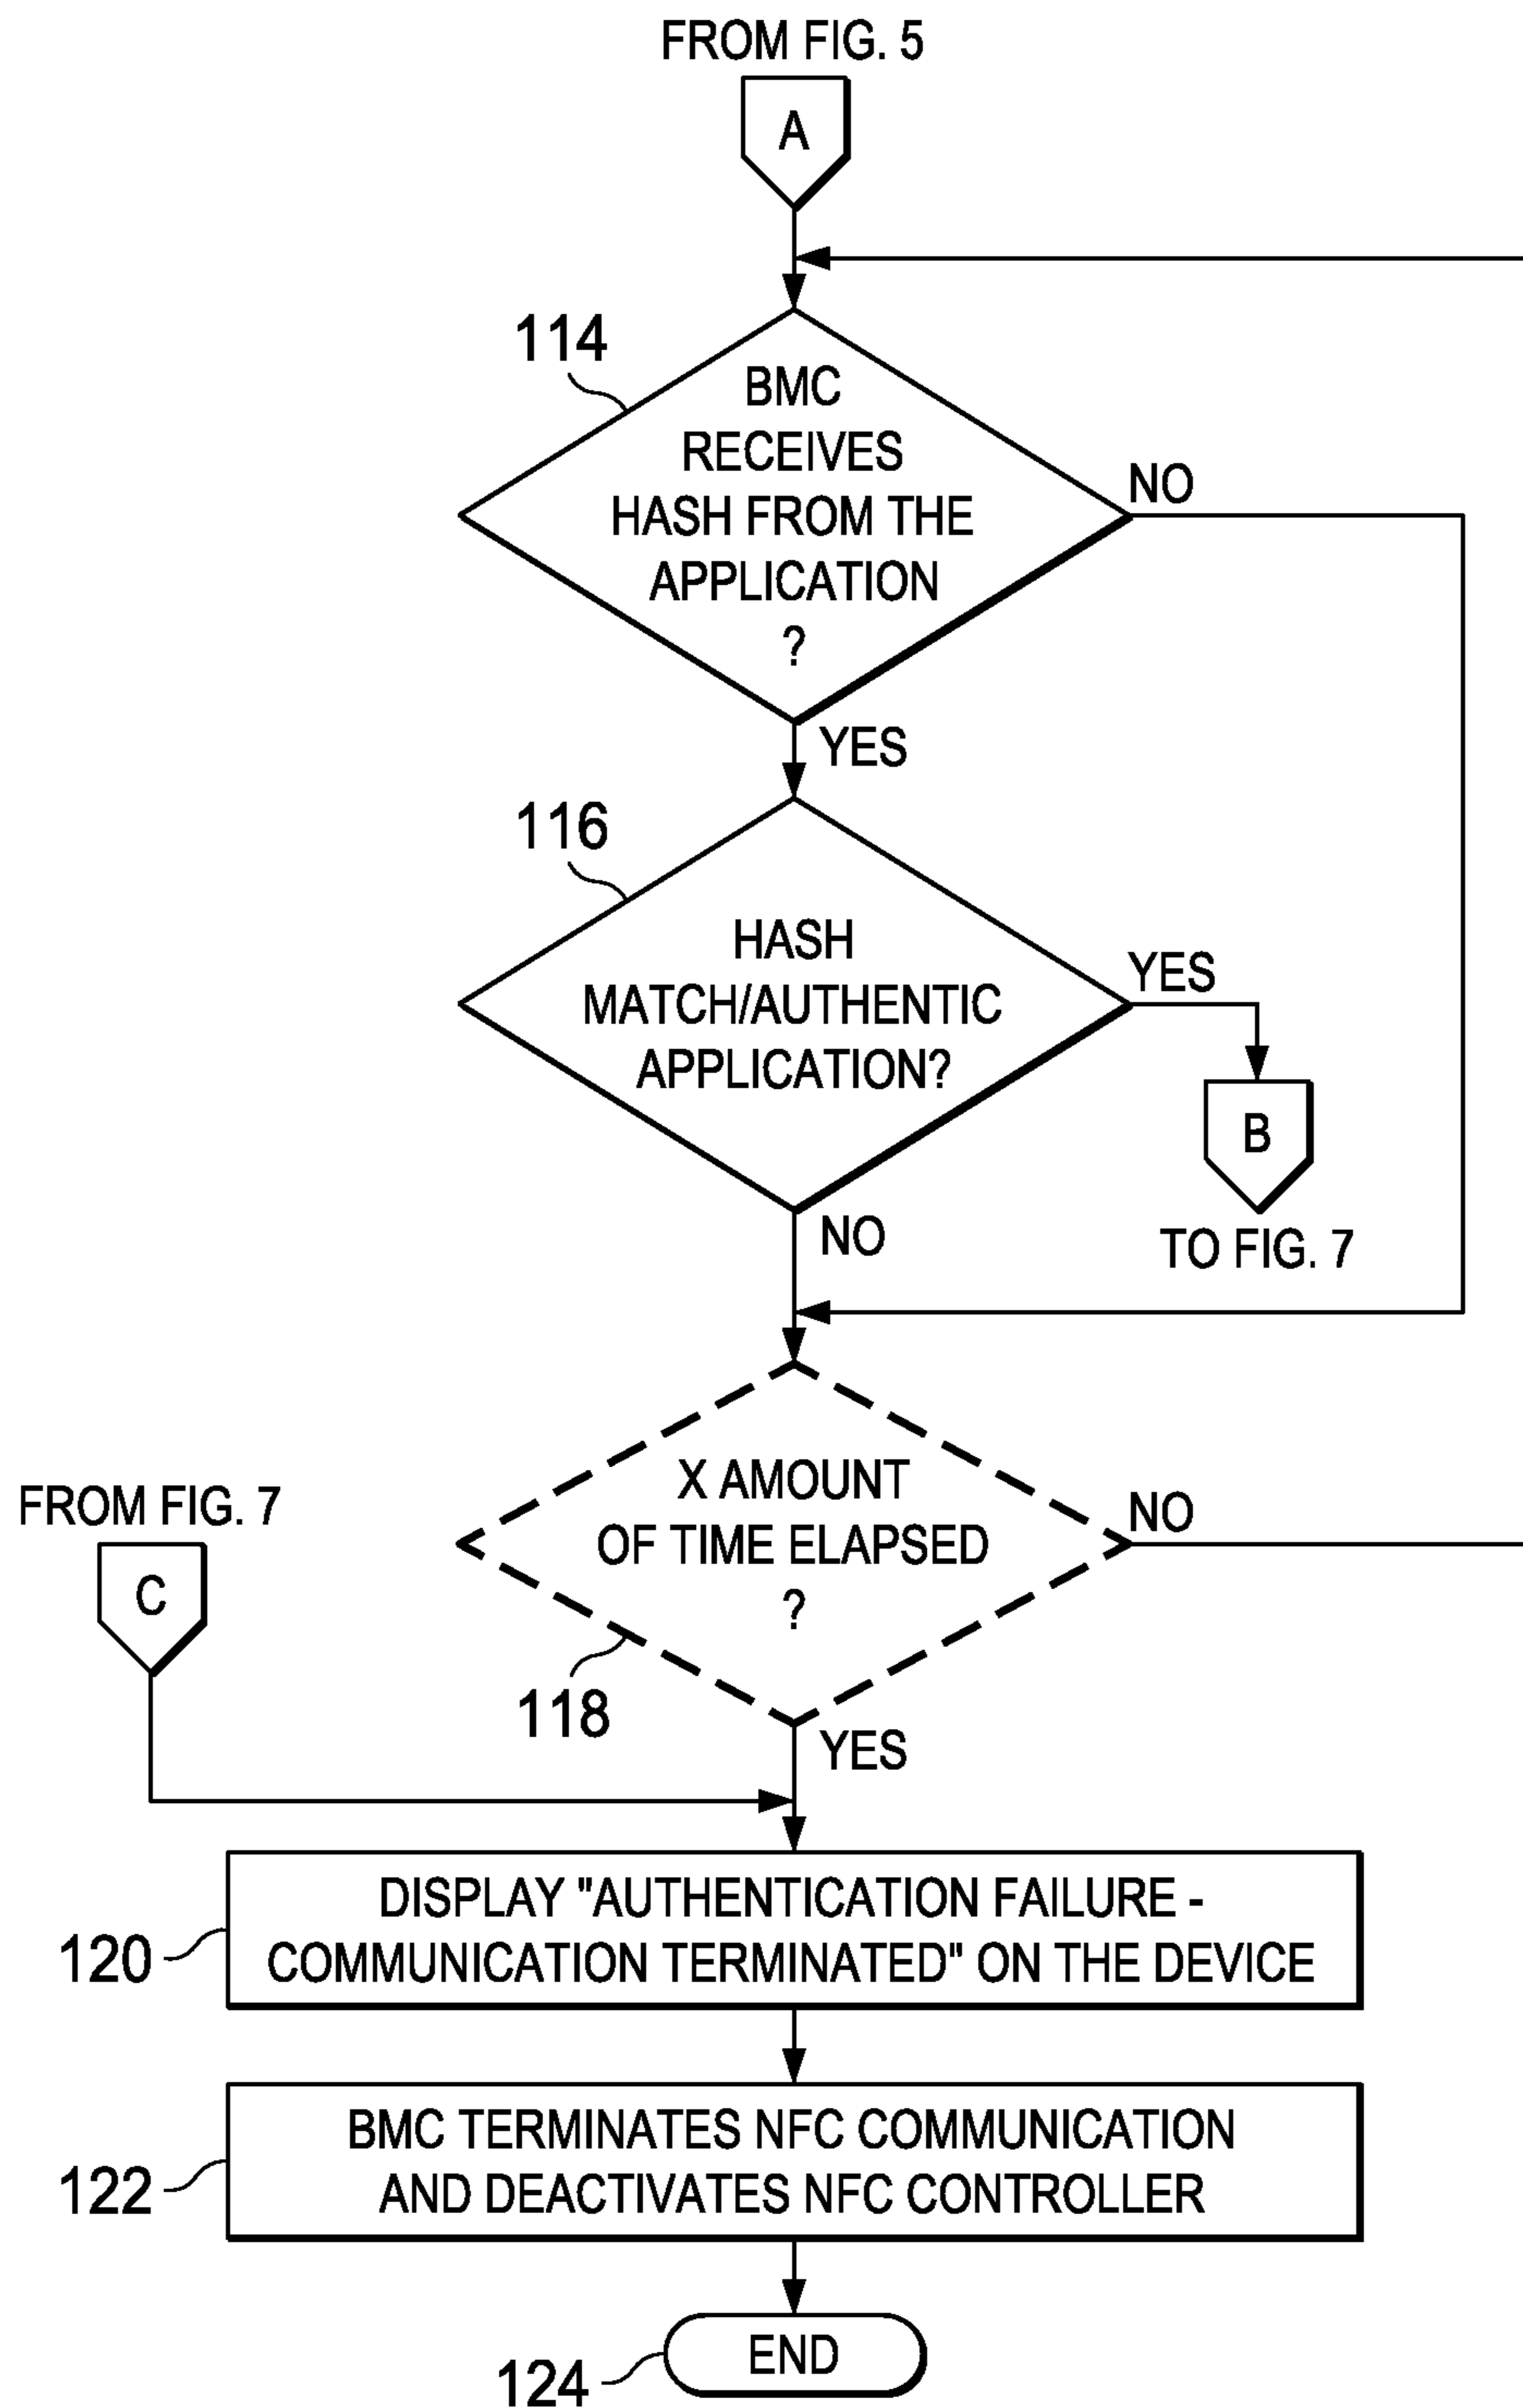 FROM FIG. 5
A
114
BMC
RECEIVES
HASH FROM THE
APPLICATION
?
NO
YES
116
HASH
MATCH/AUTHENTIC
APPLICATION?
YES
B
TO FIG. 7
NO
X AMOUNT
OF TIME ELAPSED
?
NO
118
YES
FROM FIG. 7
C
120
DISPLAY "AUTHENTICATION FAILURE -
COMMUNICATION TERMINATED" ON THE DEVICE
122
BMC TERMINATES NFC COMMUNICATION
AND DEACTIVATES NFC CONTROLLER
124
END